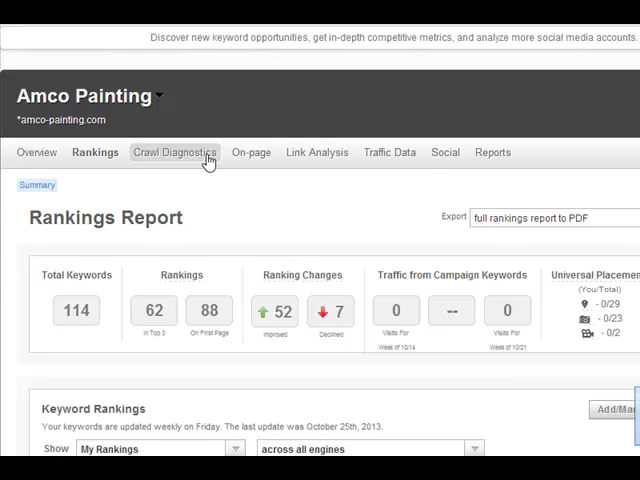 Discover new keyword opportunities, get in-depth competitive metrics, and analyze more social media accounts.
Amco Painting
*amco-painting.com
Overview Rankings Crawl Diagnostics On-page Link Analysis Traffic Data Social Reports
Summary
Rankings Report
Export full rankings report to PDF
Total Keywords Rankings Ranking Changes Traffic from Campaign Keywords Universal Placemen
(You/Total)
114 62 88 52 7 0 -- 0
- 0/29
- 0/23
- 0/2
In Top 3 On First Page Improved Declined Visits For Visits For
Week of 10/14 Week of 10/21
Keyword Rankings
Add/Ma
Your keywords are updated weekly on Friday. The last update was October 25th, 2013.
Show My Rankings across all engines